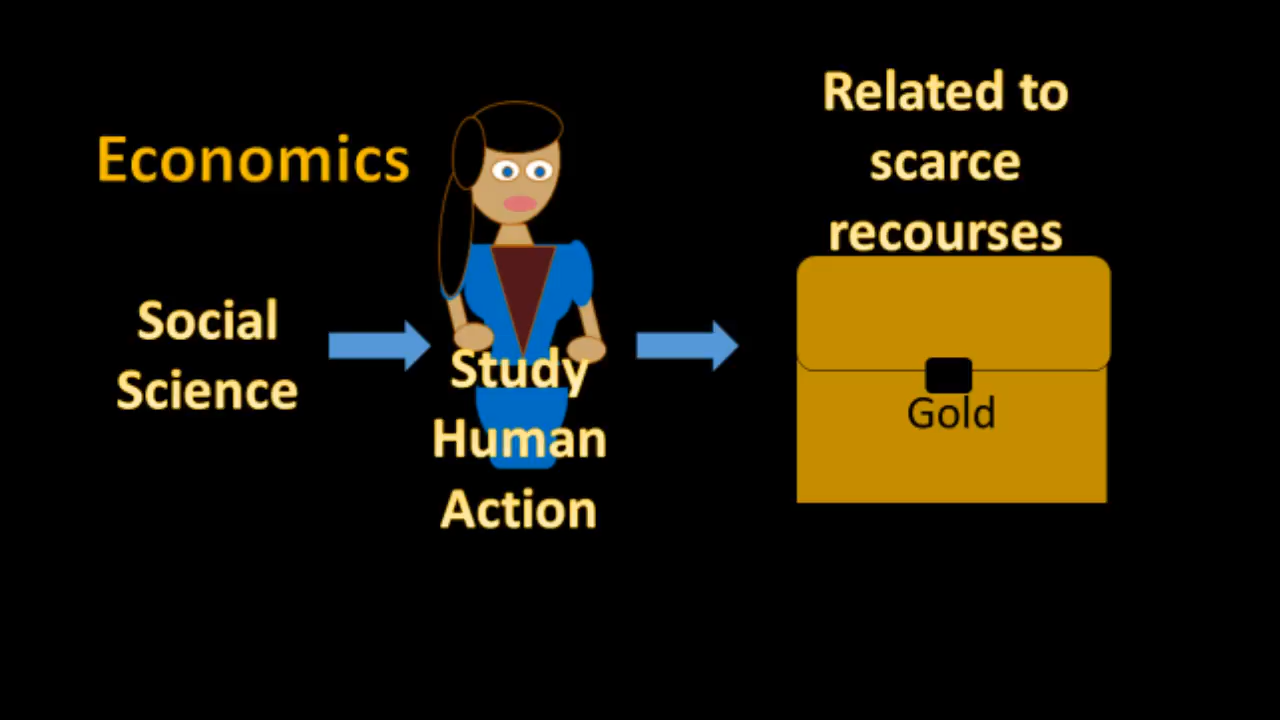 Economics
Social
Science
Study
Human
Action
Related to
scarce
recourses
Gold